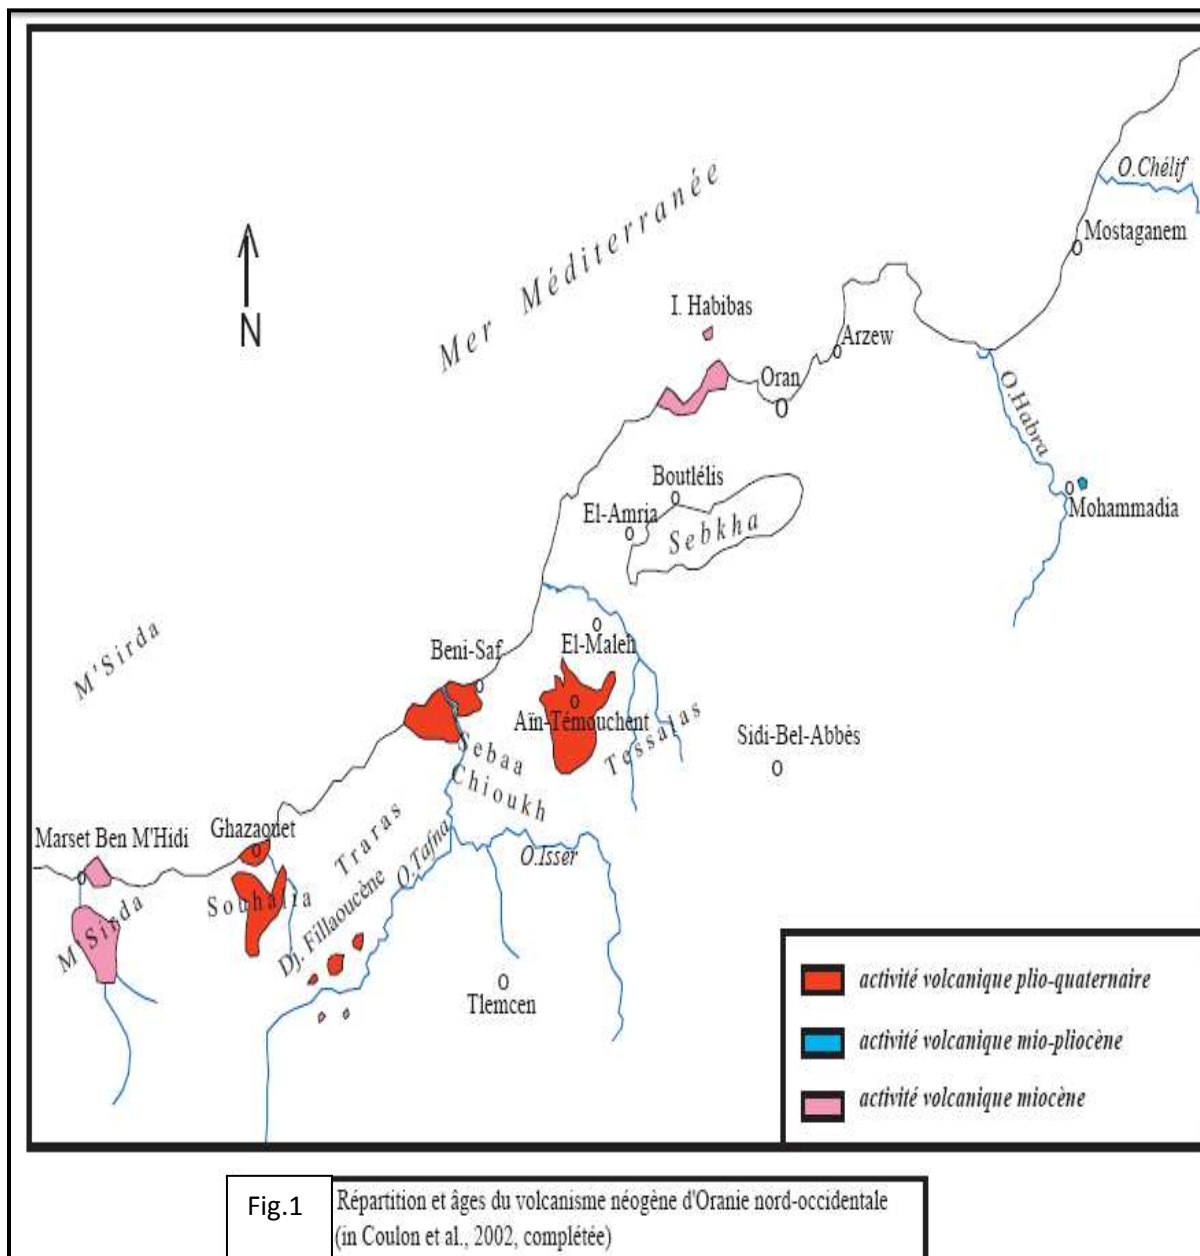 O.Chélif
Mostaganem
Mer Méditerranée
N
I. Habibas
Arzew
Oran
O.Habra
Boutlélis
El-Amria
Sebkha
Mohammadia
M'Sirda
Beni-Saf
El-Maleh
Aïn-Témouchent
Tessalas
Sebaa
Chioukh
Sidi-Bel-Abbès
Marset Ben M'Hidi
Ghazaouet
Traras
O.Tafna
O.Isser
Souhalia
M'Sirda
Dj. Fillaoucène
Tlemcen
activité volcanique plio-quaternaire
activité volcanique mio-pliocène
activité volcanique miocène
Fig.1
Répartition et âges du volcanisme néogène d'Oranie nord-occidentale
(in Coulon et al., 2002, complétée)